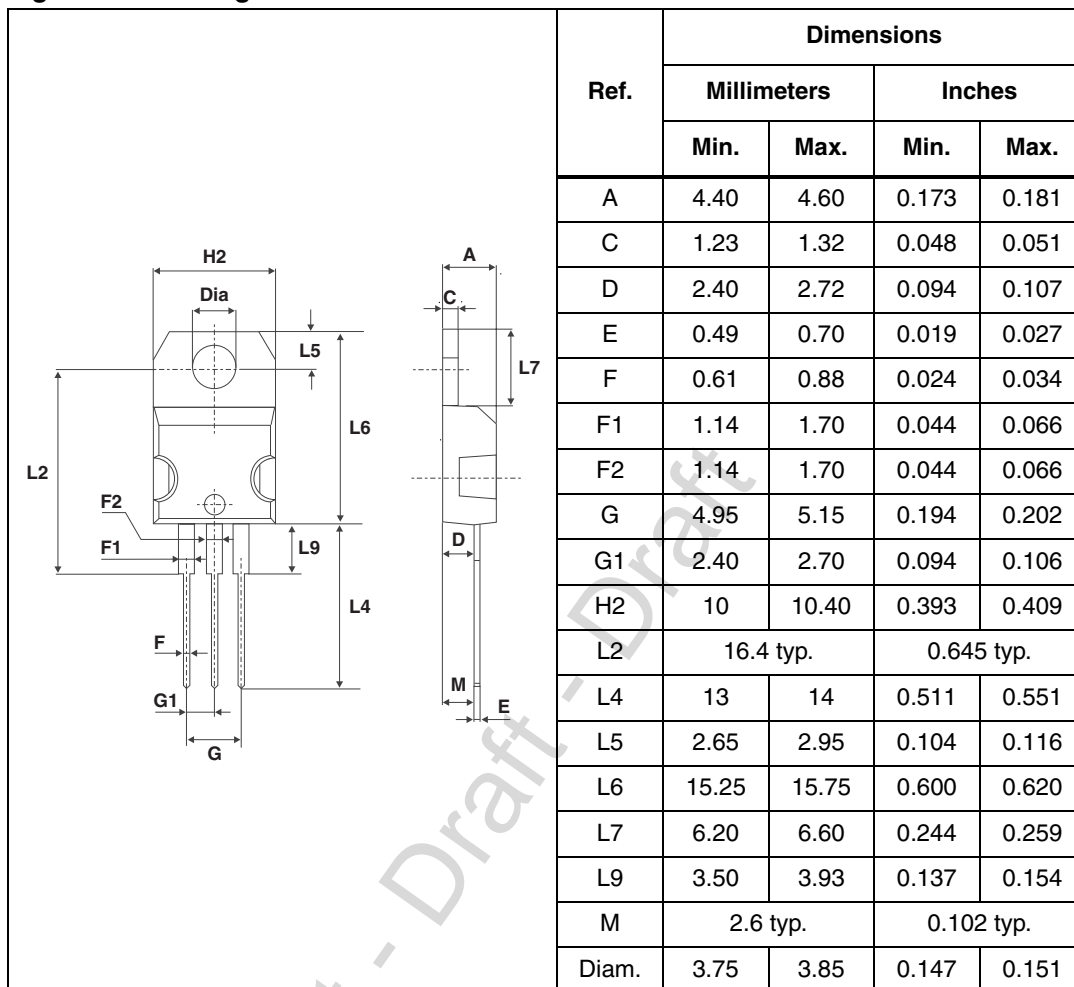 Dimensions
Ref. Millimeters Inches
Min. Max. Min. Max.
A 4.40 4.60 0.173 0.181
C 1.23 1.32 0.048 0.051
D 2.40 2.72 0.094 0.107
E 0.49 0.70 0.019 0.027
F 0.61 0.88 0.024 0.034
F1 1.14 1.70 0.044 0.066
F2 1.14 1.70 0.044 0.066
G 4.95 5.15 0.194 0.202
G1 2.40 2.70 0.094 0.106
H2 10 10.40 0.393 0.409
L2 16.4 typ. 0.645 typ.
L4 13 14 0.511 0.551
L5 2.65 2.95 0.104 0.116
L6 15.25 15.75 0.600 0.620
L7 6.20 6.60 0.244 0.259
L9 3.50 3.93 0.137 0.154
M 2.6 typ. 0.102 typ.
Diam. 3.75 3.85 0.147 0.151
H2
Dia
L5
L6
L2
F2
F1
L9
L4
F
G1
G
A
C
L7
D
M
E
Draft - Draft